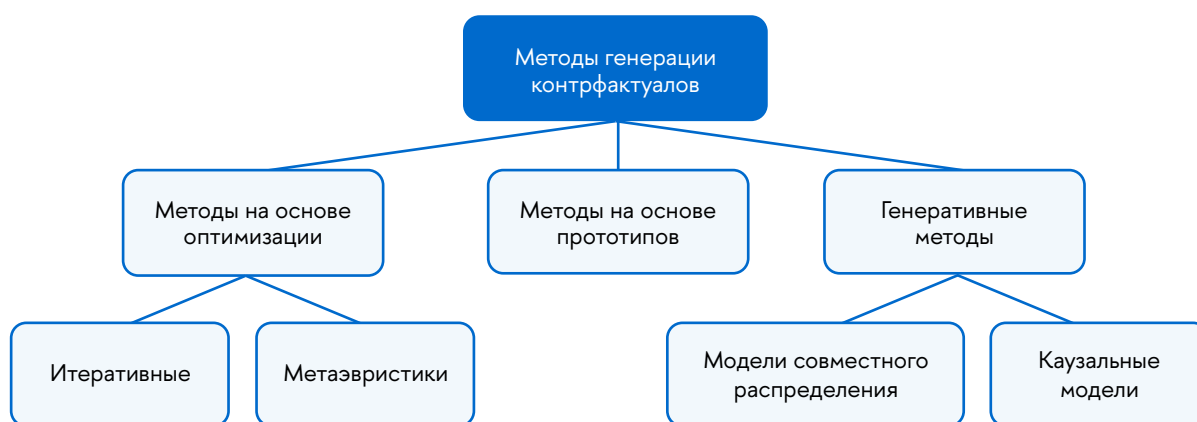 Методы генерации
контрфактуалов
Методы на основе
оптимизации
Методы на основе
прототипов
Генеративные
методы
Итеративные
Метаэвристики
Модели совместного
распределения
Каузальные
модели